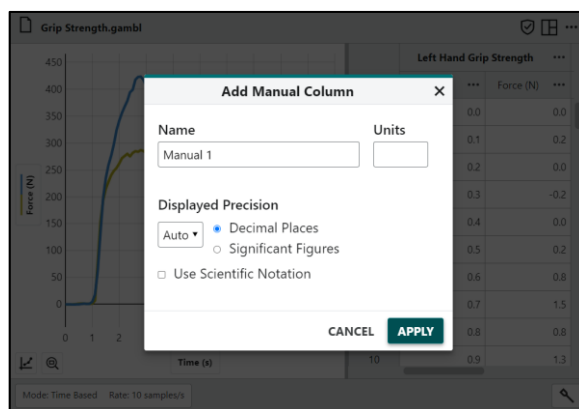 Grip Strength.gambl
Left Hand Grip Strength
Force (N)
450
400
350
300
250
200
150
100
50
0
Force (N)
0 1 2
Time (s)
Add Manual Column
Name
Units
Manual 1
Displayed Precision
Auto
Decimal Places
Significant Figures
Use Scientific Notation
CANCEL
APPLY
0.0 0.0
0.1 0.2
0.2 0.0
0.3 -0.2
0.4 0.0
0.5 0.2
0.6 0.8
0.7 1.5
0.8 0.8
10 0.9 1.3
Mode: Time Based Rate: 10 samples/s